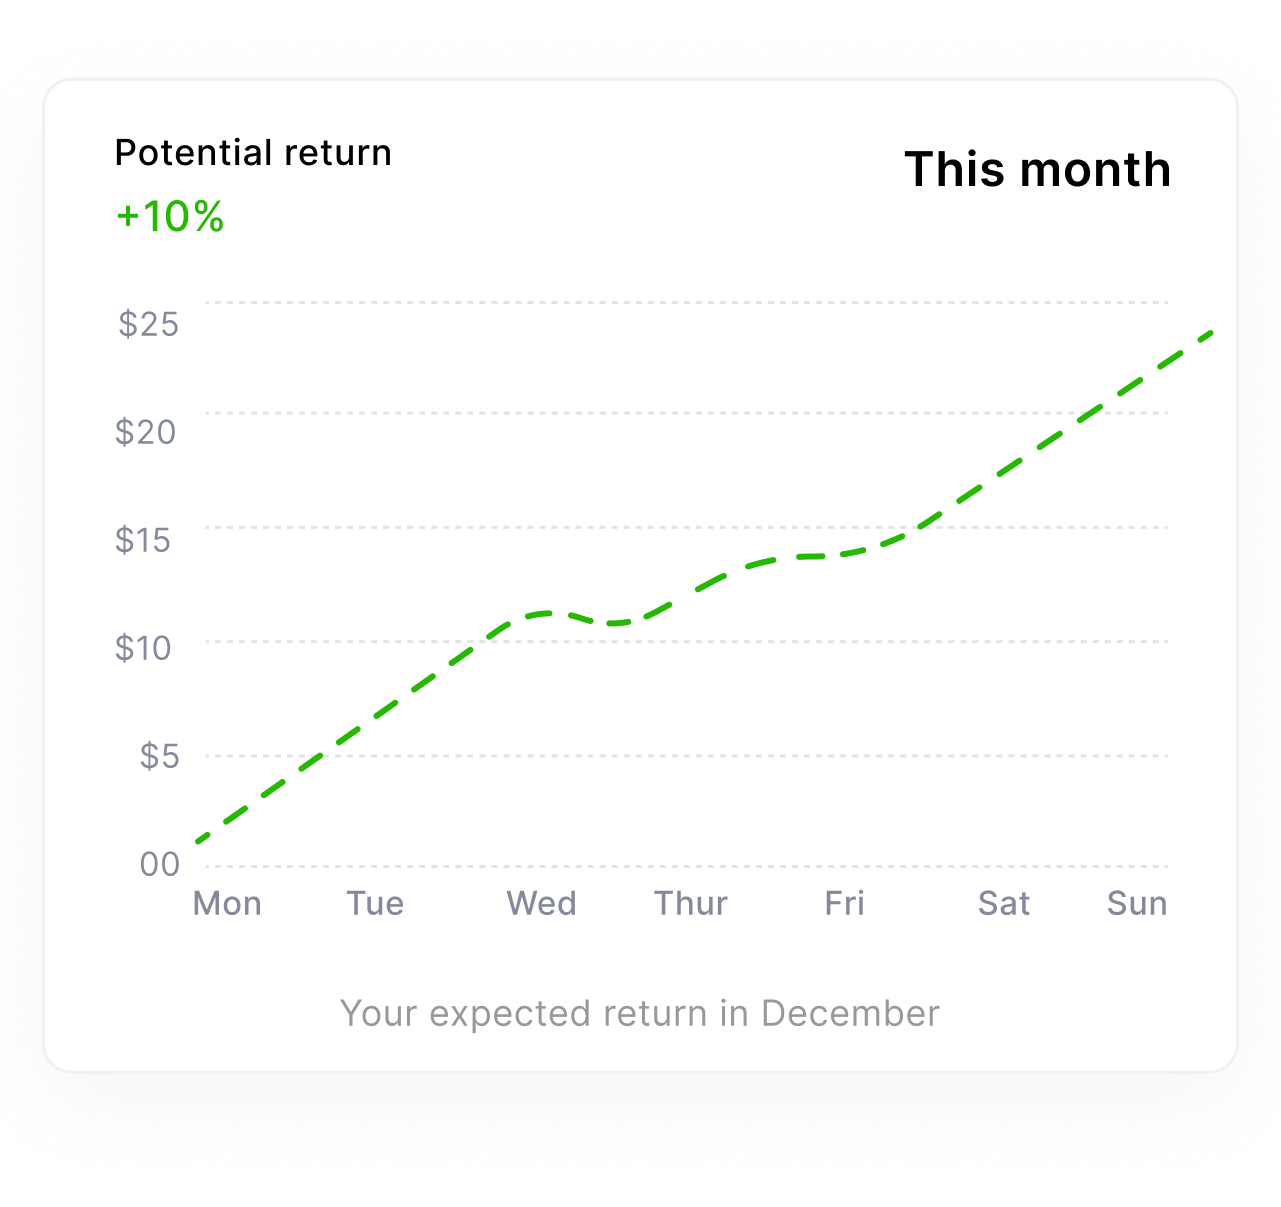 Potential return
+10%
This month
$25
$20
$15
$10
$5
00
Mon Tue Wed Thur Fri Sat Sun
Your expected return in December